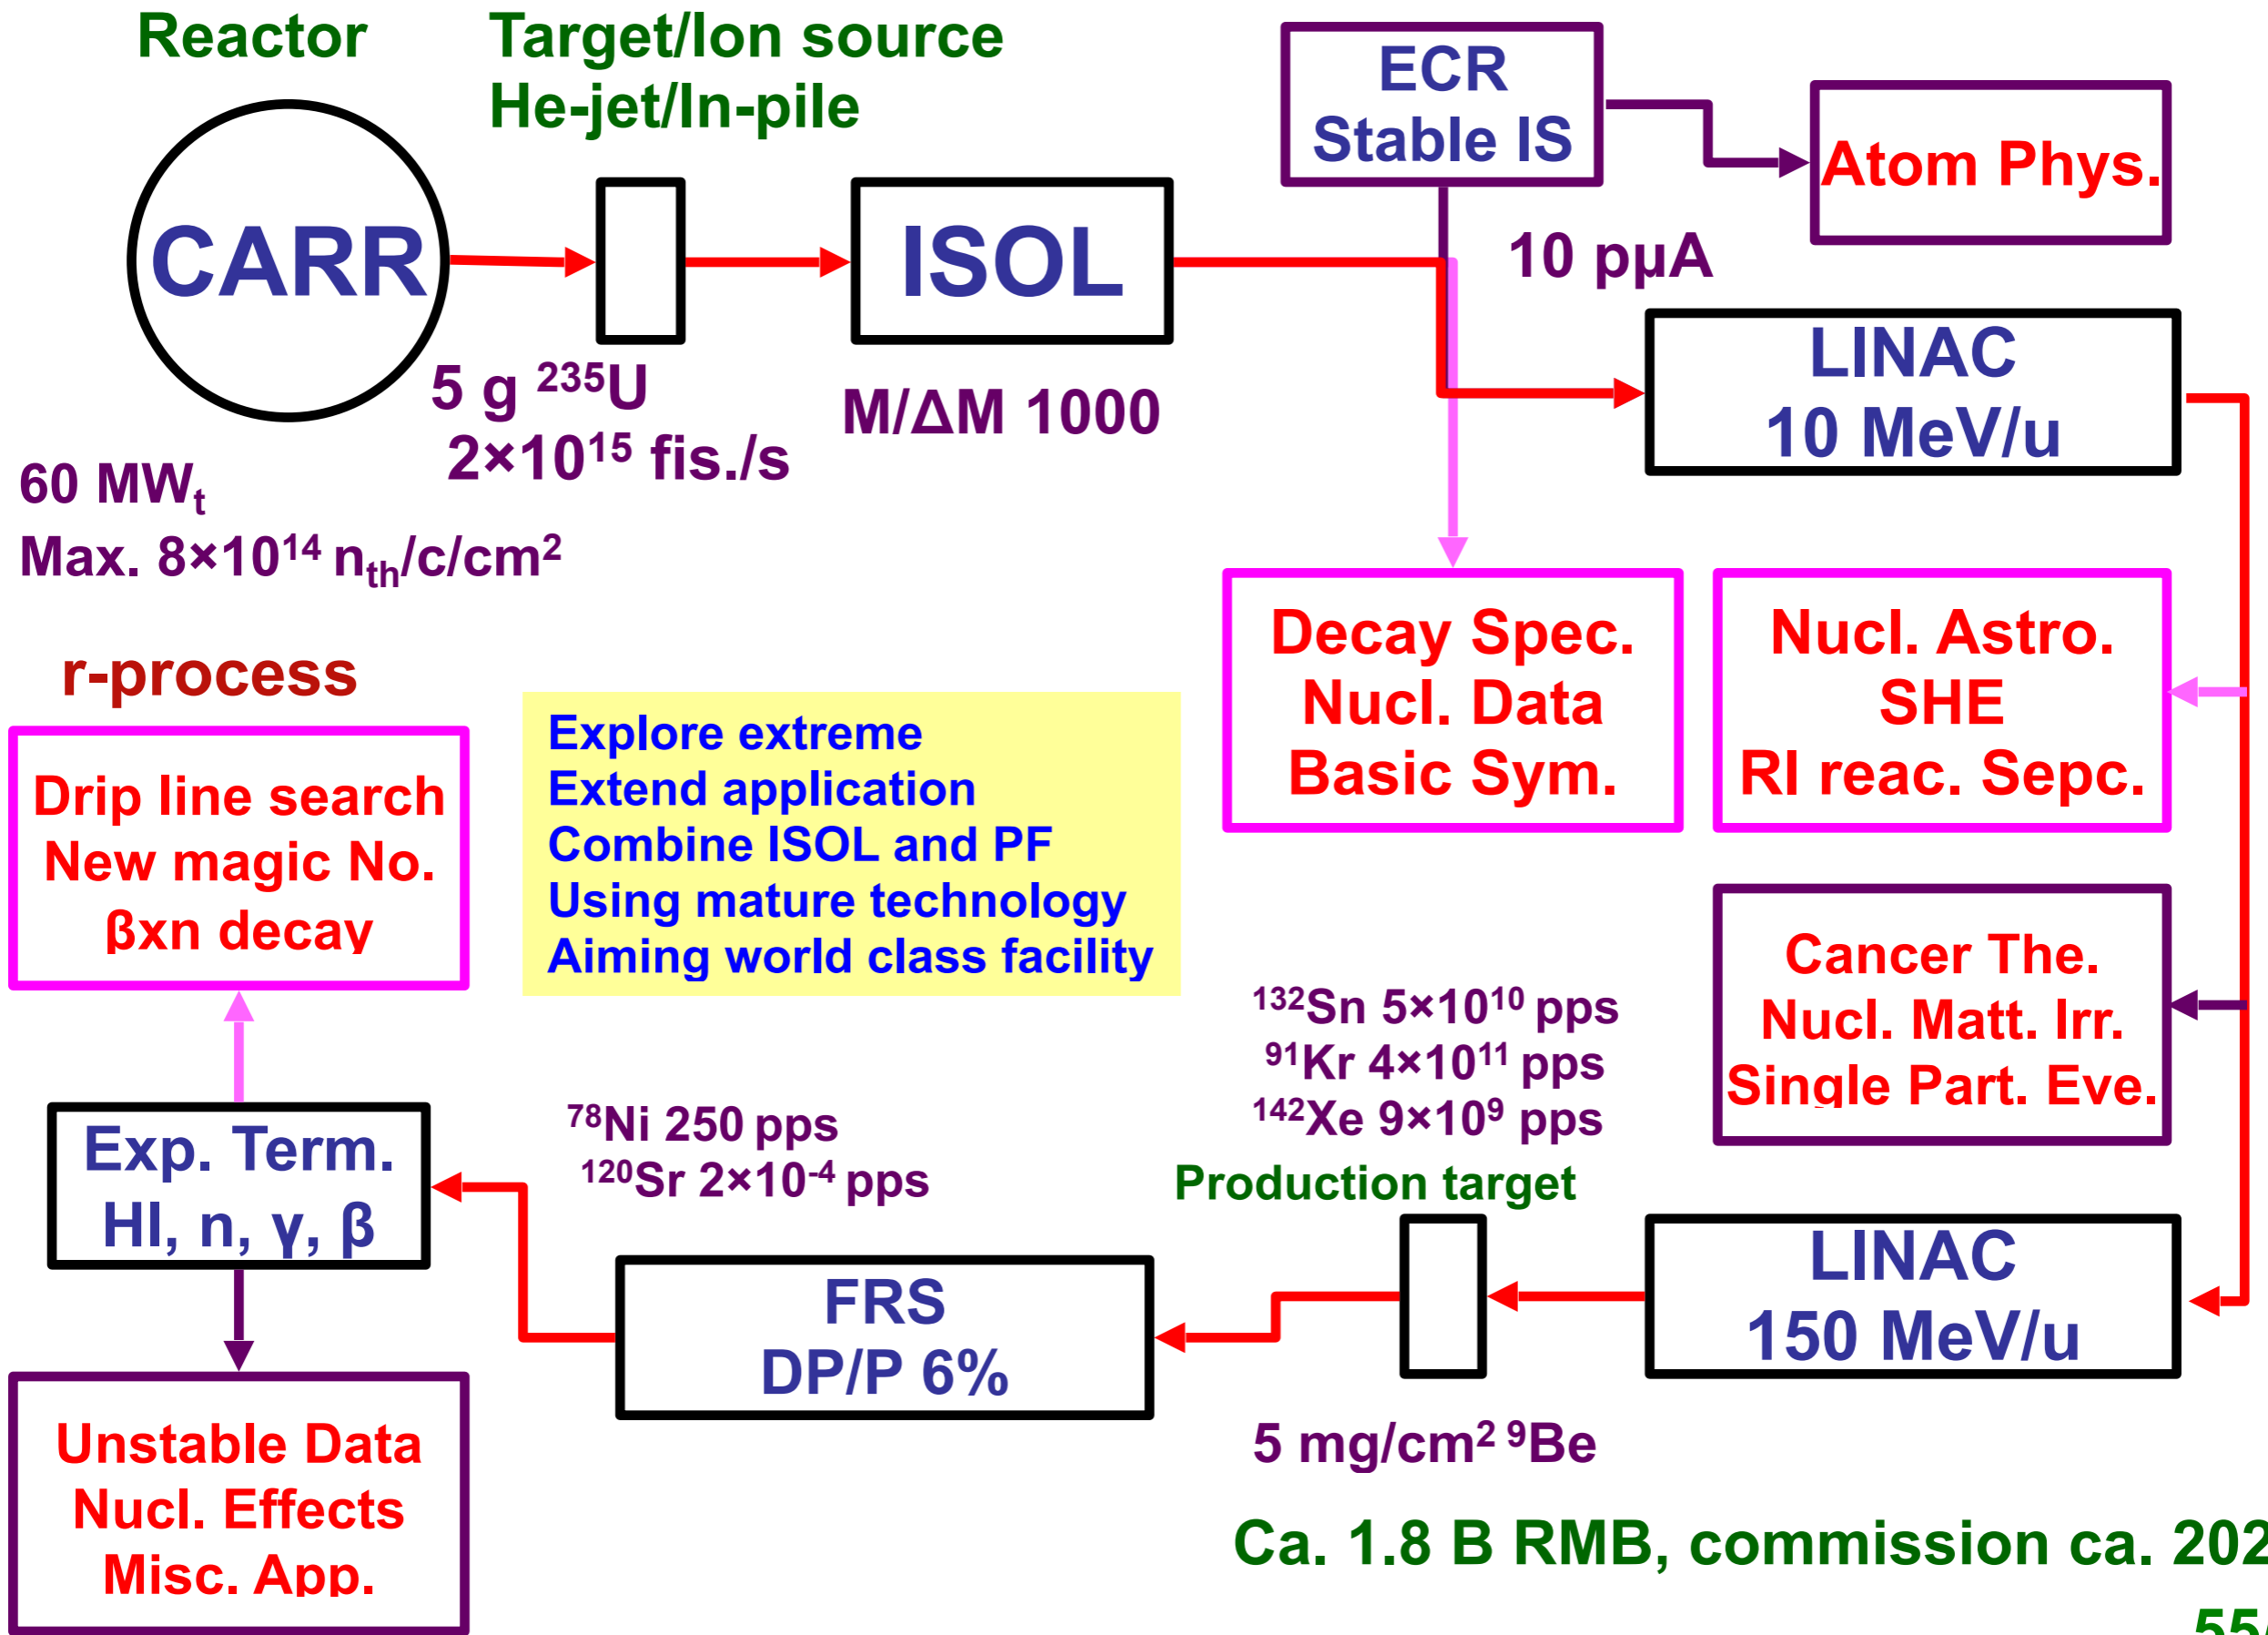 Reactor
Target/Ion source
He-jet/In-pile
CARR
ISOL
ECR
Stable IS
Atom Phys.
10 pµA
LINAC
10 MeV/u
5 g ²³⁵U
2×10¹⁵ fis./s
M/ΔM 1000
60 MWₜ
Max. 8×10¹⁴ nₜₕ/c/cm²
Decay Spec.
Nucl. Data
Basic Sym.
Nucl. Astro.
SHE
RI reac. Sepc.
r-process
Drip line search
New magic No.
βxn decay
Explore extreme
Extend application
Combine ISOL and PF
Using mature technology
Aiming world class facility
Cancer The.
Nucl. Matt. Irr.
Single Part. Eve.
¹³²Sn 5×10¹⁰ pps
⁹¹Kr 4×10¹¹ pps
¹⁴²Xe 9×10⁹ pps
⁷⁸Ni 250 pps
¹²⁰Sr 2×10⁻⁴ pps
Exp. Term.
HI, n, γ, β
Production target
LINAC
150 MeV/u
FRS
DP/P 6%
5 mg/cm² ⁹Be
Unstable Data
Nucl. Effects
Misc. App.
Ca. 1.8 B RMB, commission ca.